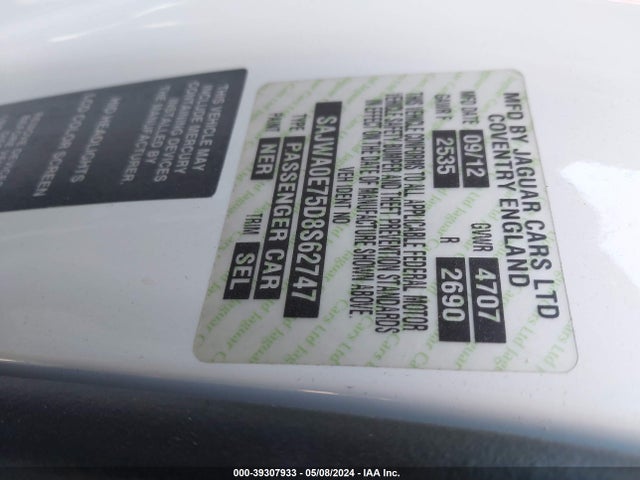 MFD BY JAGUAR CARS LTD
COVENTRY ENGLAND
MFG DATE 09/12 GVWR 4707
GAWR F 2535 R 2690
THIS VEHICLE CONFORMS TO ALL APPLICABLE FEDERAL MOTOR
VEHICLE SAFETY, BUMPER, AND THEFT PREVENTION STANDARDS
IN EFFECT ON THE DATE OF MANUFACTURE SHOWN ABOVE.
VEH IDENT NO
SAJWA0E75D8S62747
TYPE PASSENGER CAR
PAINT NER TRIM SEL
THIS VEHICLE MAY
INCLUDE MERCURY
CONTAINING DEVICES
INSTALLED BY
THE MANUFACTURER.
HID HEADLIGHTS
LCD COLOUR SCREEN
000-39307933 - 05/08/2024 - IAA Inc.